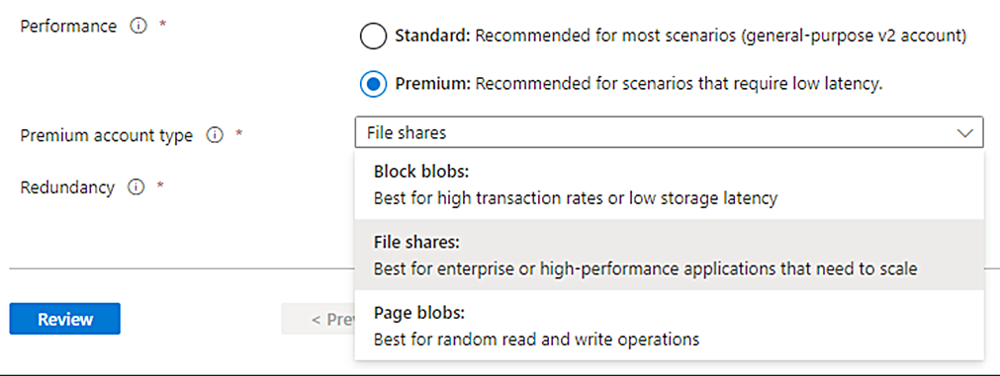 Performance ⓘ *
Standard: Recommended for most scenarios (general-purpose v2 account)
Premium: Recommended for scenarios that require low latency.
Premium account type ⓘ *
File shares
Redundancy ⓘ *
Block blobs:
Best for high transaction rates or low storage latency
File shares:
Best for enterprise or high-performance applications that need to scale
Page blobs:
Best for random read and write operations
Review
< Pre